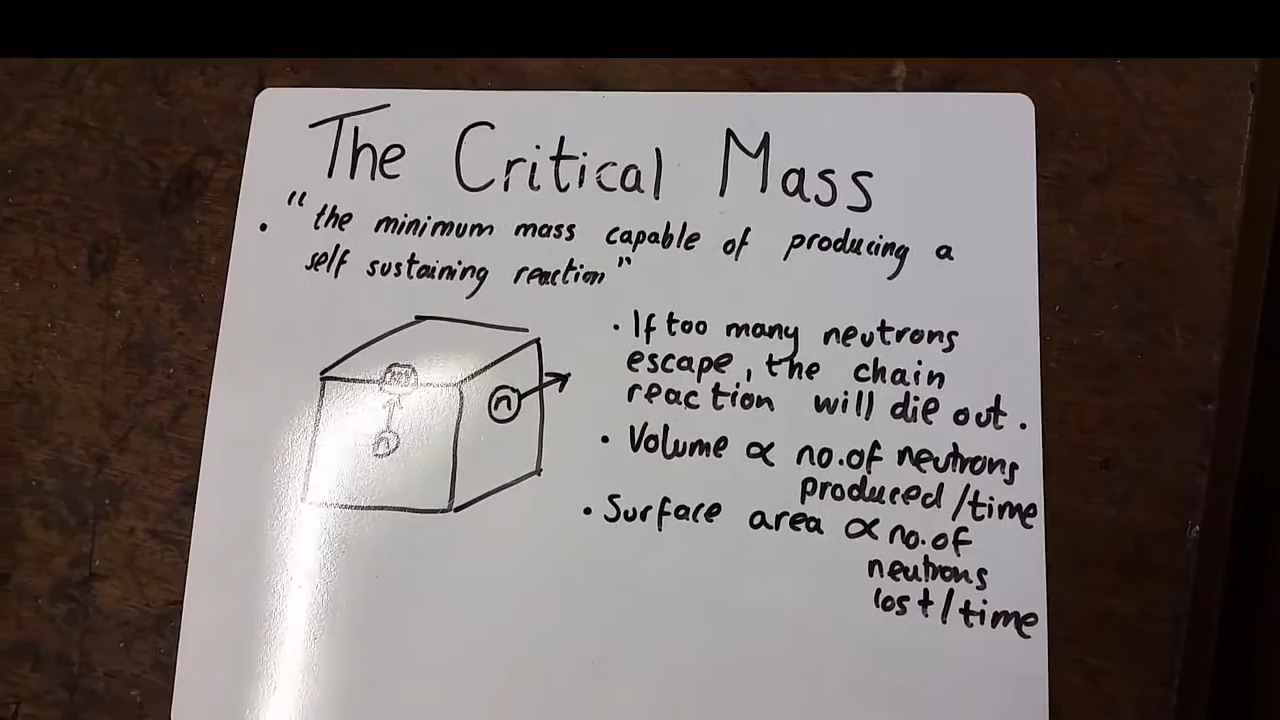 The Critical Mass
• "the minimum mass capable of producing a
self sustaining reaction"
• If too many neutrons
escape, the chain
reaction will die out.
• Volume ∝ no.of neutrons
produced/time
• Surface area ∝ no.of
neutrons
lost/time
n
n